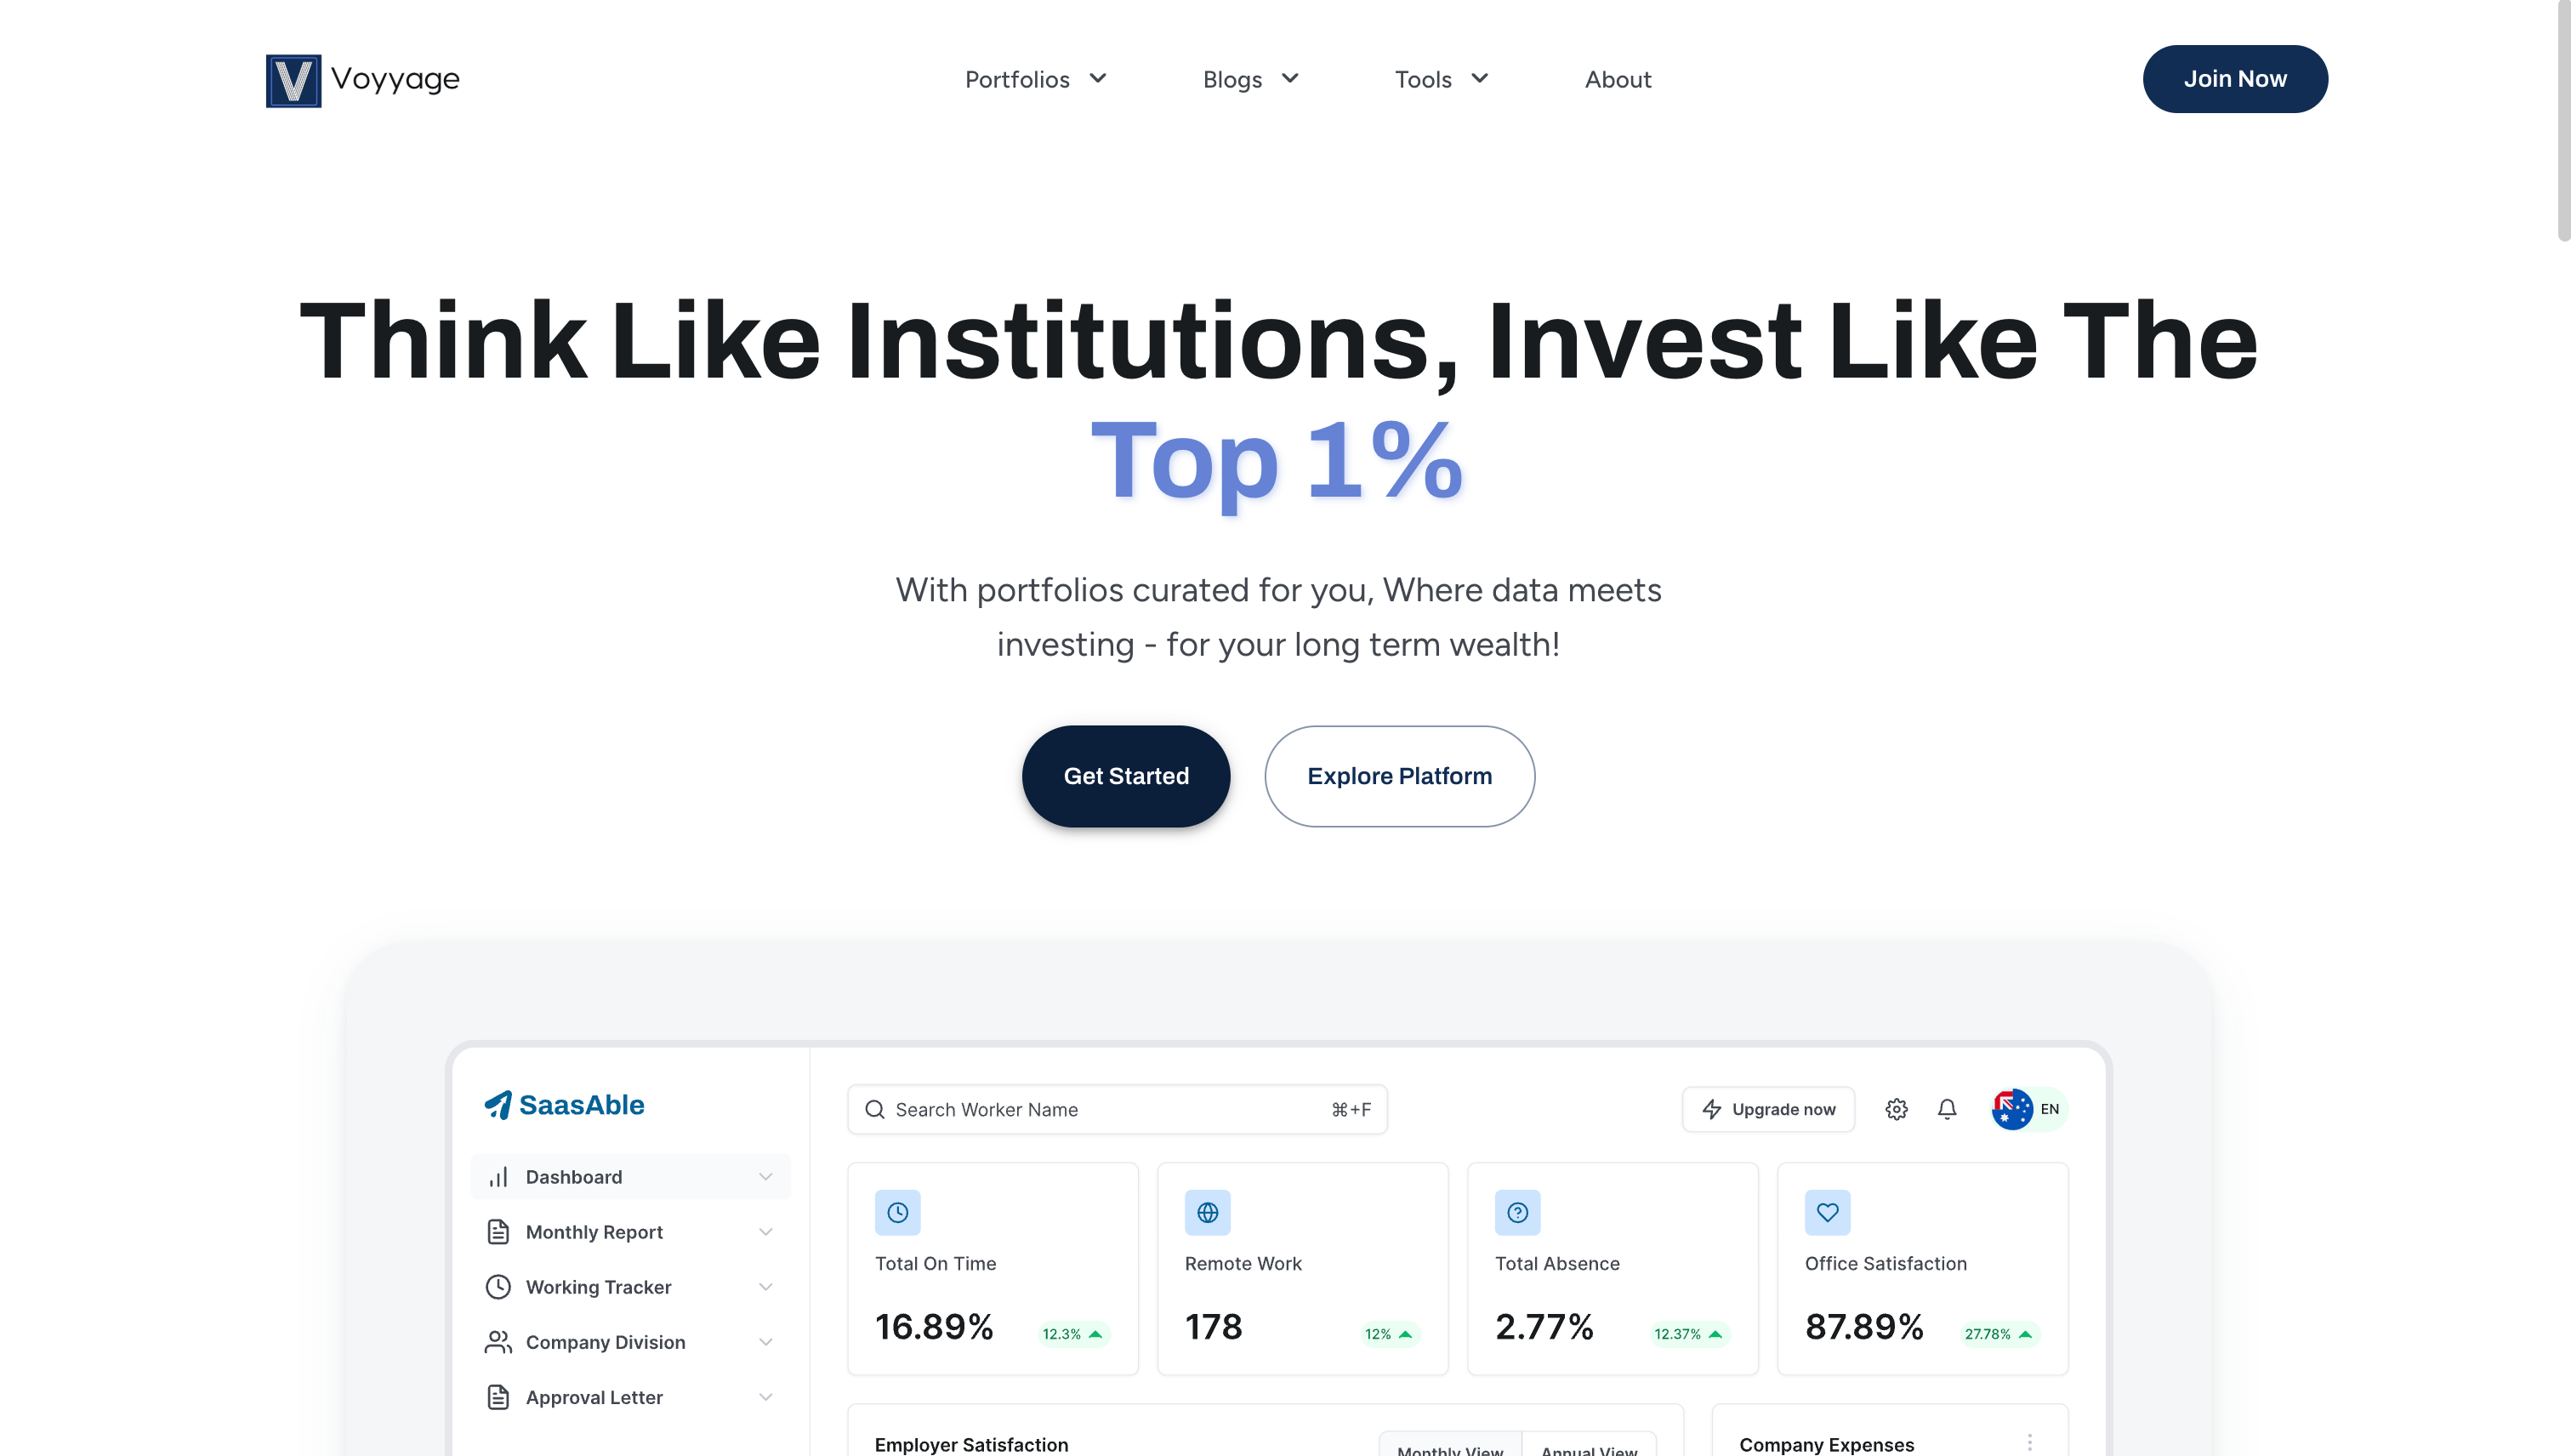 Voyyage
Portfolios
Blogs
Tools
About
Join Now
Think Like Institutions, Invest Like The
Top 1%
With portfolios curated for you, Where data meets
investing - for your long term wealth!
Get Started
Explore Platform
SaasAble
Search Worker Name
⌘+F
Upgrade now
EN
Dashboard
Monthly Report
Working Tracker
Company Division
Approval Letter
Total On Time
16.89%
12.3%
Remote Work
178
12%
Total Absence
2.77%
12.37%
Office Satisfaction
87.89%
27.78%
Employer Satisfaction
Monthly View
Annual View
Company Expenses